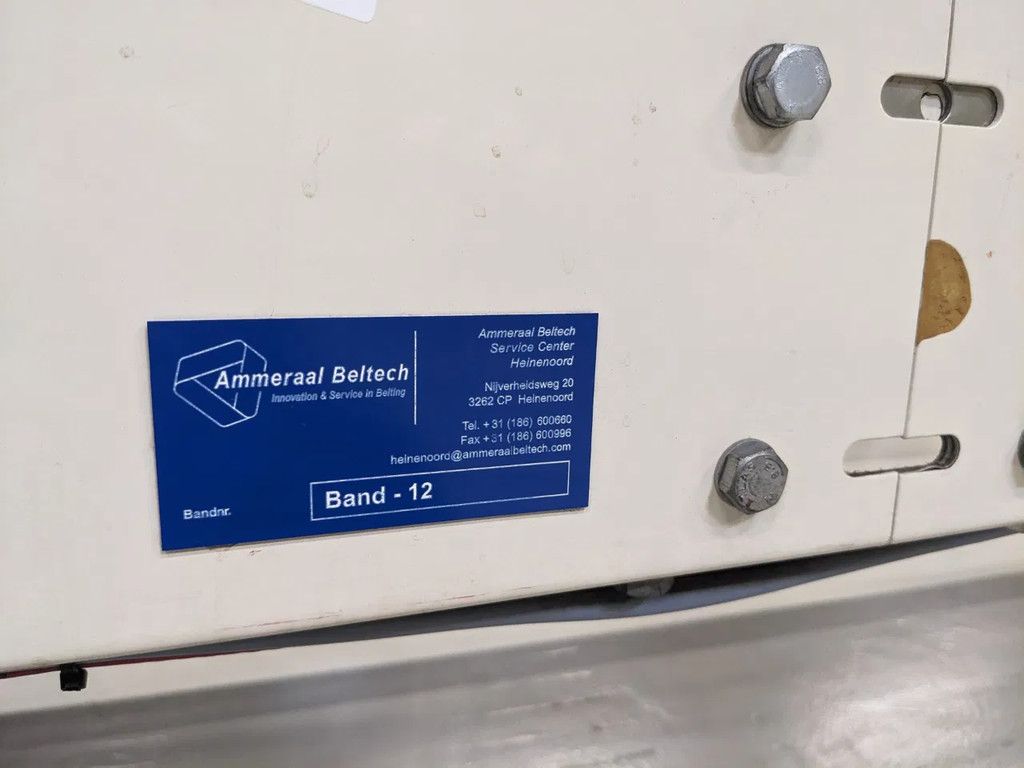 Ammeraal Beltech
Innovation & Service in Belting
Ammeraal Beltech
Service Center
Heinenoord
Nijverheidsweg 20
3262 CP Heinenoord
Tel. +31 (186) 600660
Fax +31 (186) 600996
heinenoord@ammeraalbeltech.com
Bandnr.
Band - 12